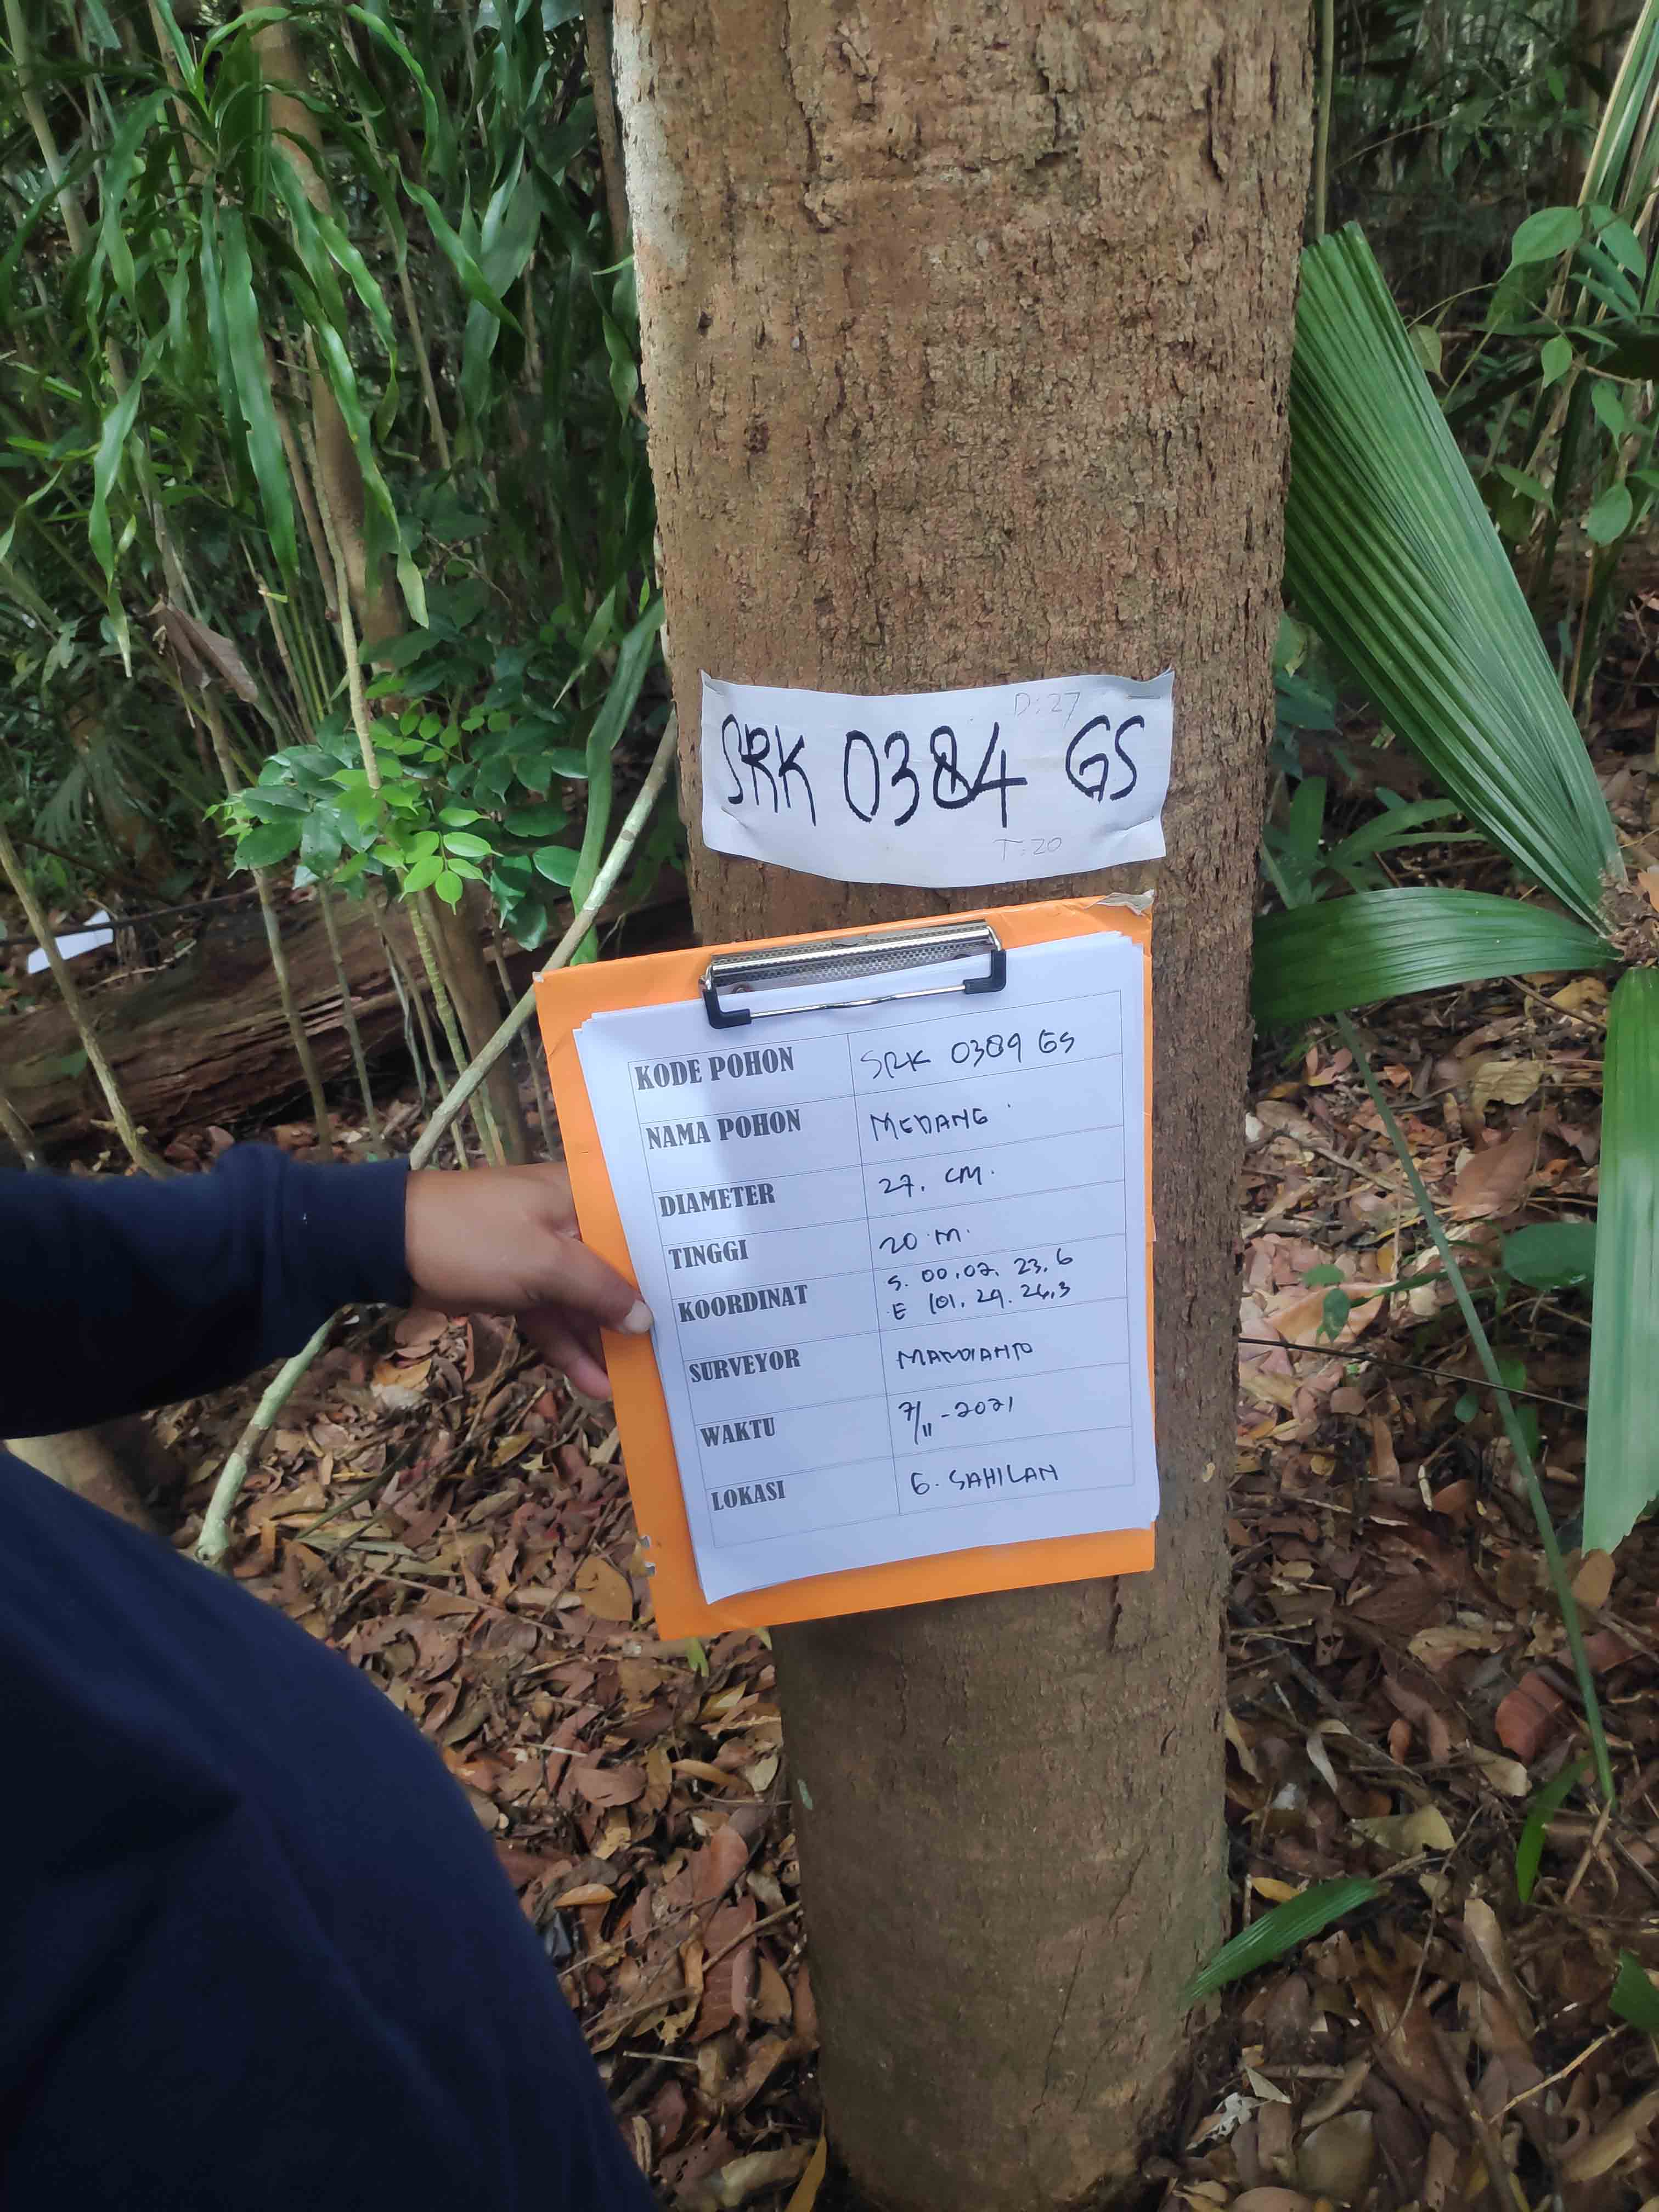 D:27
SRK 0384 GS
T:20
KODE POHON SRK 0384 GS
NAMA POHON MEDANG
DIAMETER 27. CM.
TINGGI 20 m.
KOORDINAT S. 00.02. 23.6
E 101. 29. 26,3
SURVEYOR MARDIANTO
WAKTU 7/11-2021
LOKASI G. SAHILAN